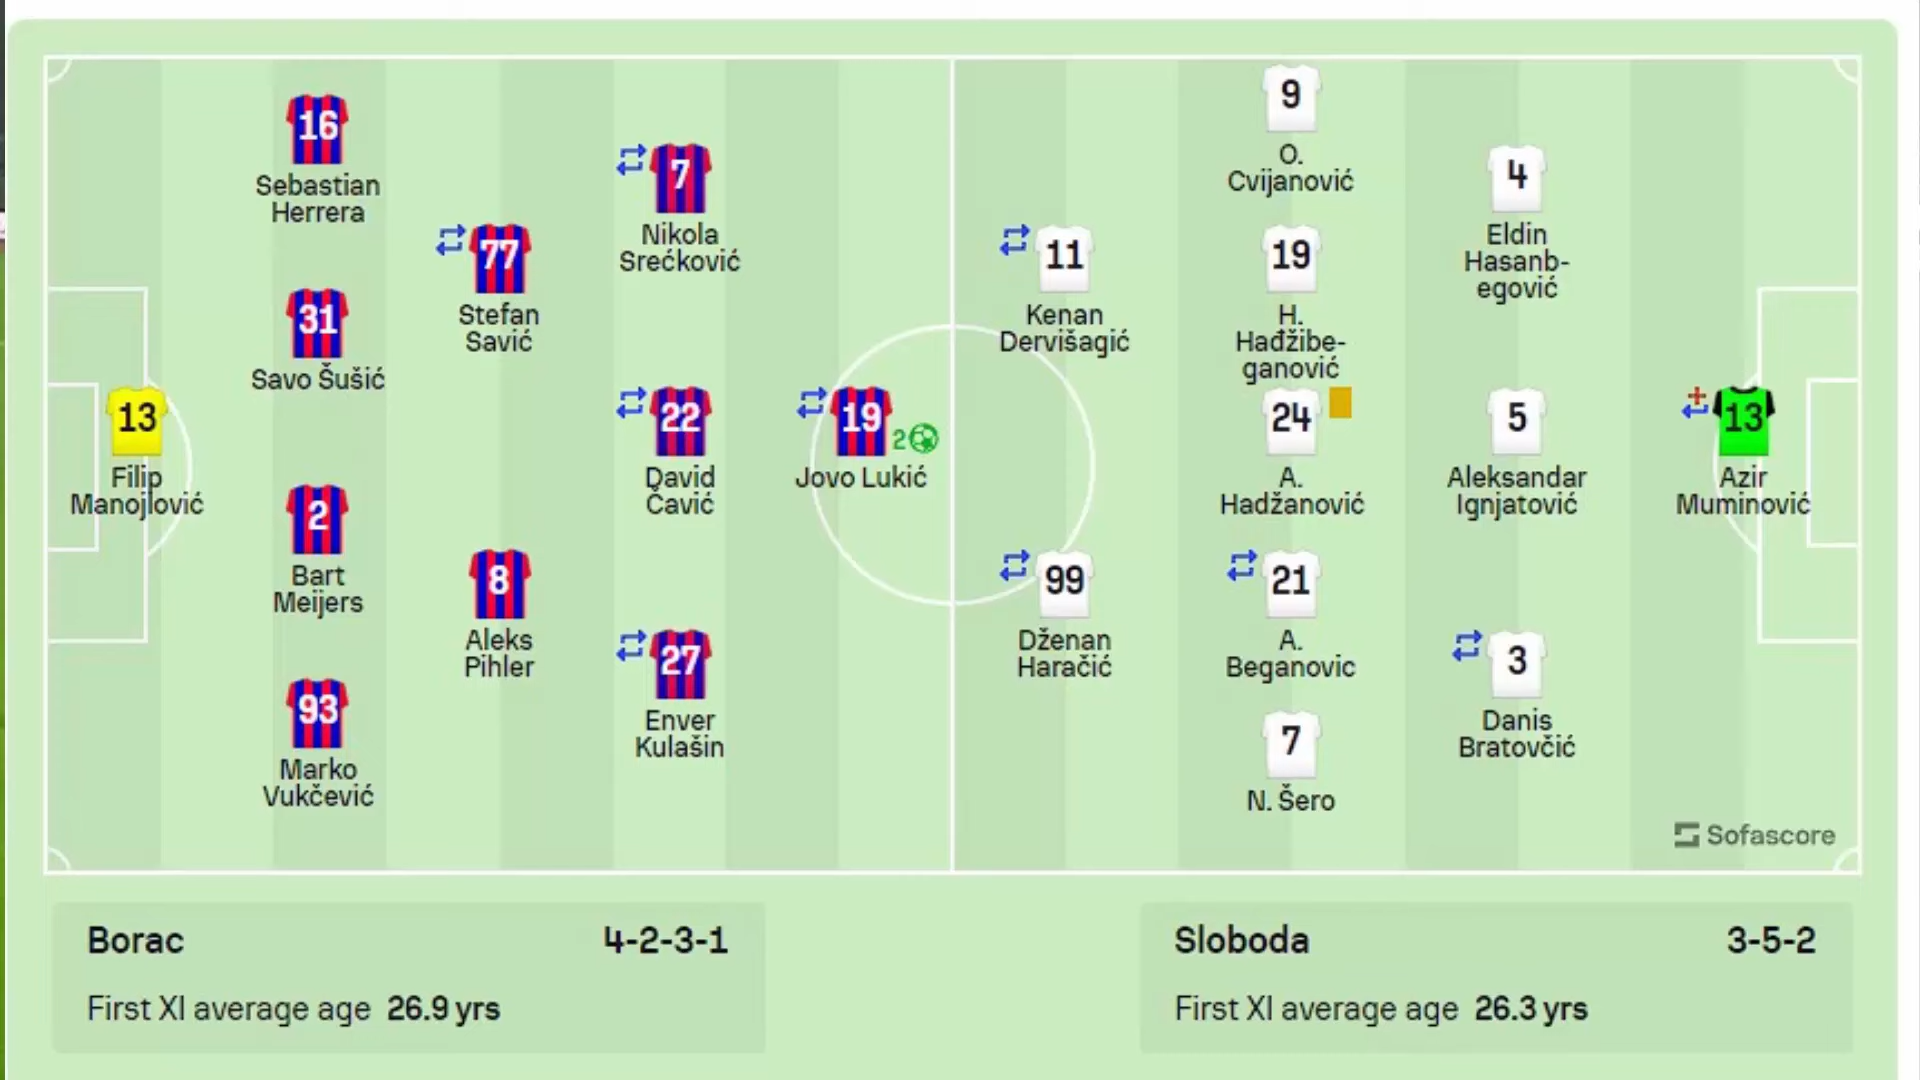 16
Sebastian
Herrera
31
Savo Šušić
13
Filip
Manojlović
2
Bart
Meijers
93
Marko
Vukčević
77
Stefan
Savić
8
Aleks
Pihler
7
Nikola
Srećković
22
David
Čavić
27
Enver
Kulašin
19
2
Jovo Lukić
11
Kenan
Dervišagić
99
Dženan
Haračić
9
O.
Cvijanović
19
H.
Hadžibe-
ganović
24
A.
Hadžanović
21
A.
Beganovic
7
N. Šero
4
Eldin
Hasanb-
egović
5
Aleksandar
Ignjatović
3
Danis
Bratovčić
13
Azir
Muminović
Sofascore
Borac 4-2-3-1
First XI average age 26.9 yrs
Sloboda 3-5-2
First XI average age 26.3 yrs